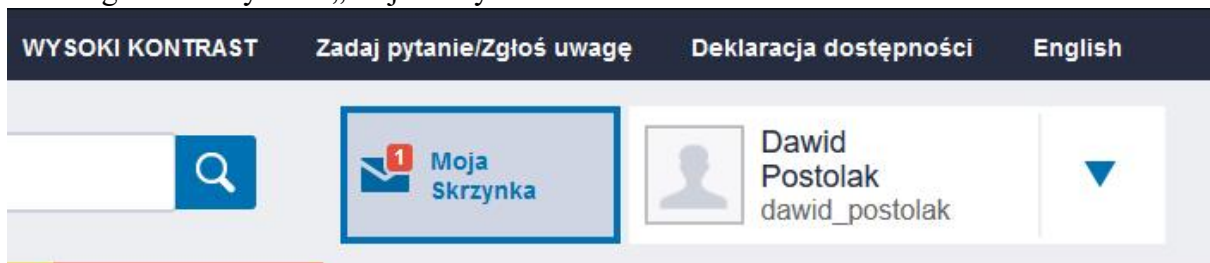 WYSOKI KONTRAST Zadaj pytanie/Zgłoś uwagę Deklaracja dostępności English
1
Moja
Skrzynka
Dawid
Postolak
dawid_postolak